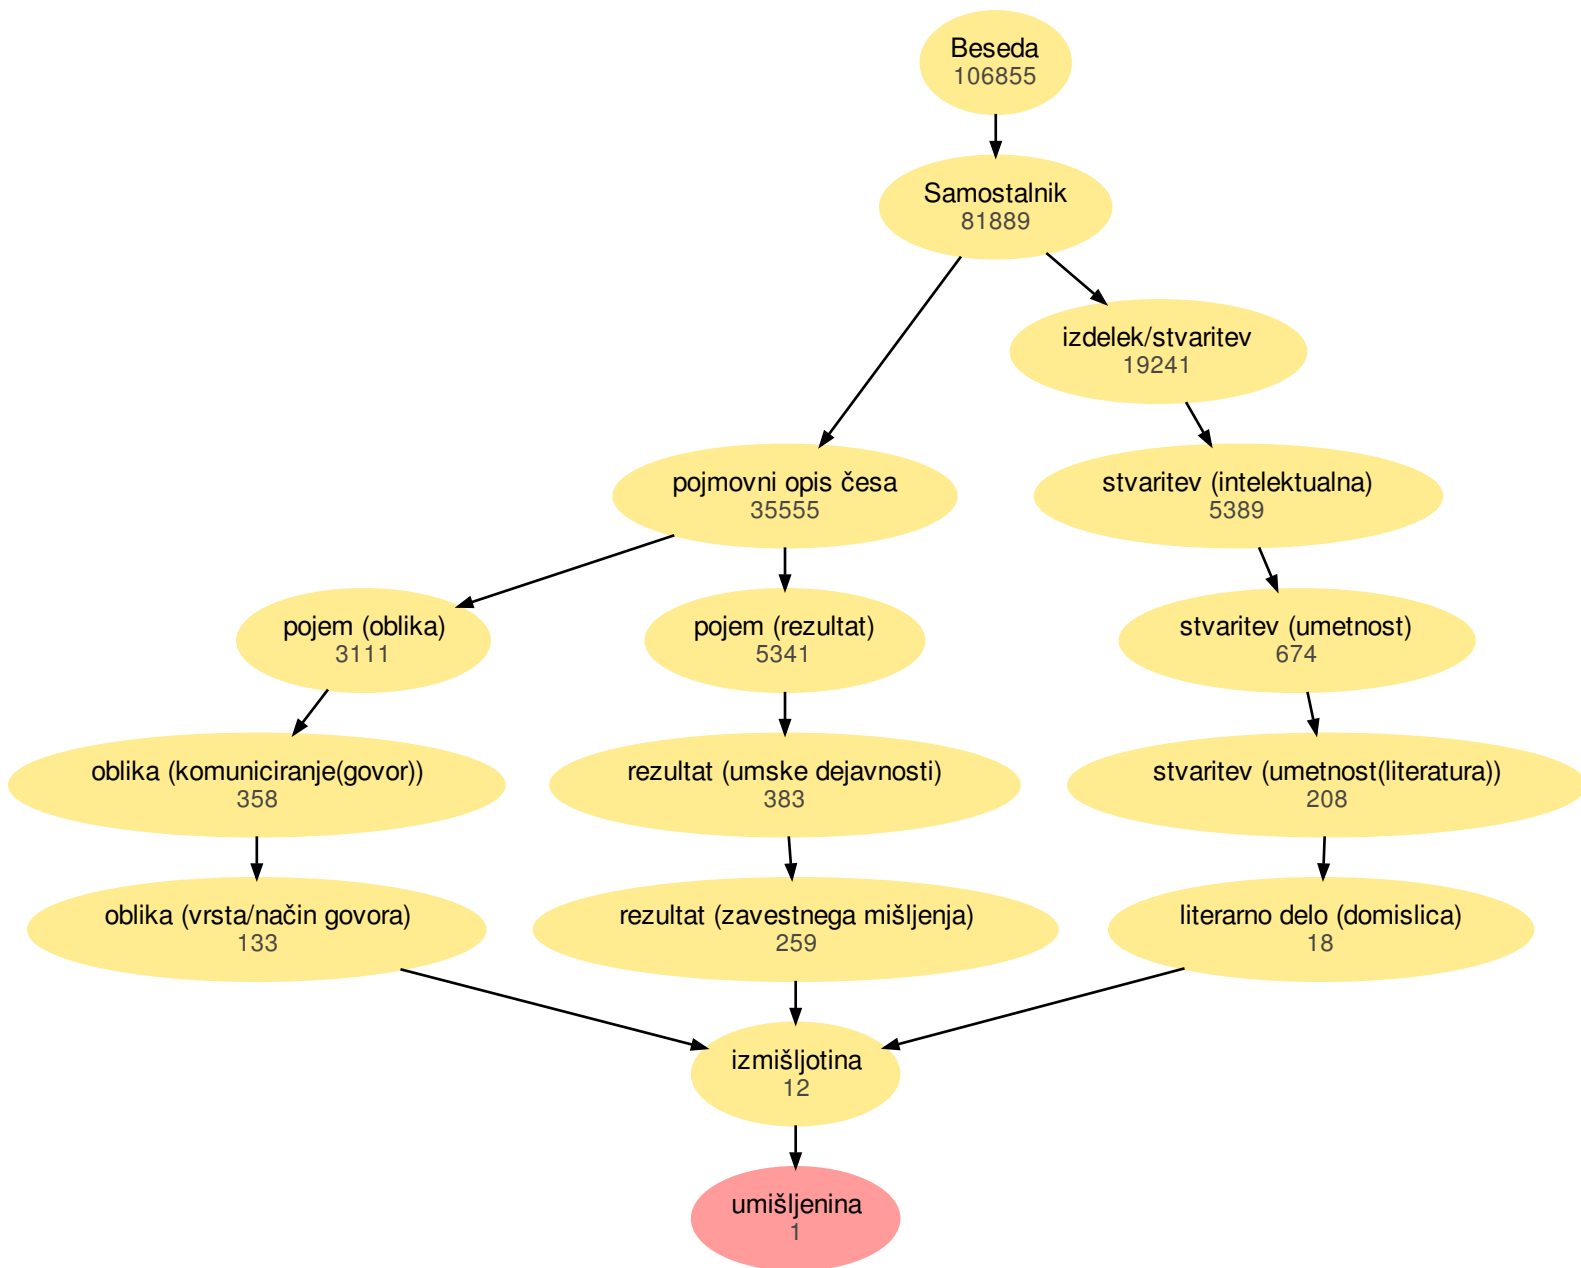 Beseda
106855
Samostalnik
81889
izdelek/stvaritev
19241
pojmovni opis česa
35555
stvaritev (intelektualna)
5389
pojem (oblika)
3111
pojem (rezultat)
5341
stvaritev (umetnost)
674
oblika (komuniciranje(govor))
358
rezultat (umske dejavnosti)
383
stvaritev (umetnost(literatura))
208
oblika (vrsta/način govora)
133
rezultat (zavestnega mišljenja)
259
literarno delo (domislica)
18
izmišljotina
12
umišljenina
1